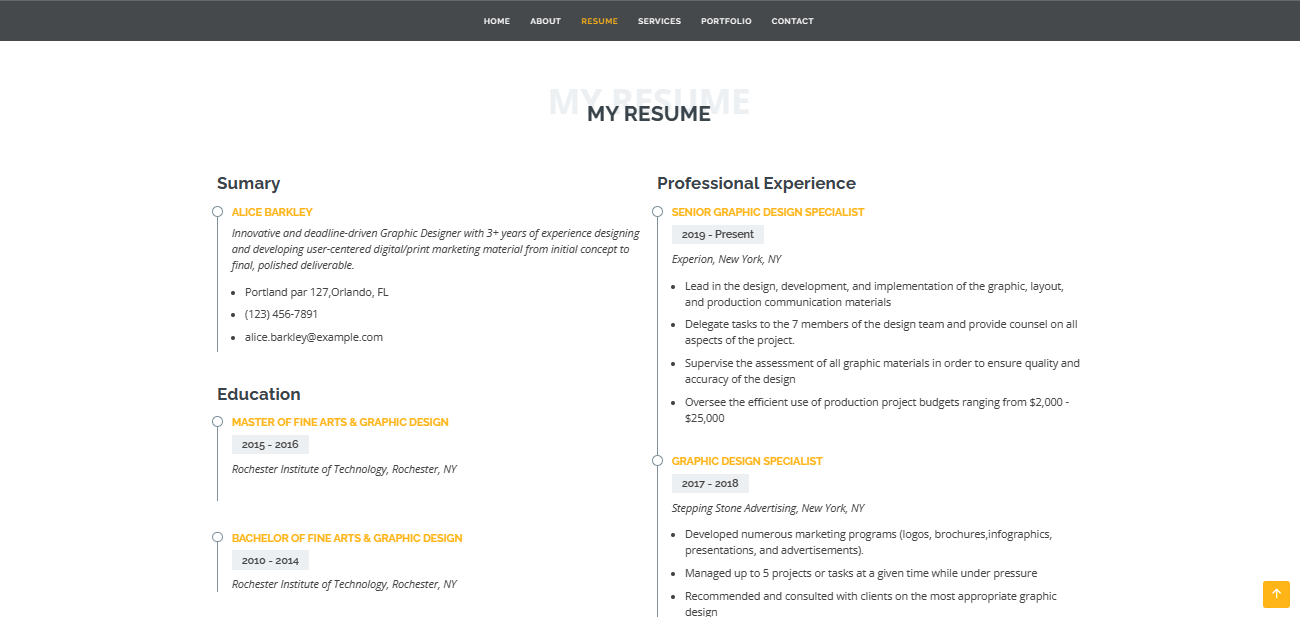 HOME ABOUT RESUME SERVICES PORTFOLIO CONTACT
MY RESUME
MY RESUME
Sumary
ALICE BARKLEY
Innovative and deadline-driven Graphic Designer with 3+ years of experience designing
and developing user-centered digital/print marketing material from initial concept to
final, polished deliverable.
Portland par 127,Orlando, FL
(123) 456-7891
alice.barkley@example.com
Education
MASTER OF FINE ARTS & GRAPHIC DESIGN
2015 - 2016
Rochester Institute of Technology, Rochester, NY
BACHELOR OF FINE ARTS & GRAPHIC DESIGN
2010 - 2014
Rochester Institute of Technology, Rochester, NY
Professional Experience
SENIOR GRAPHIC DESIGN SPECIALIST
2019 - Present
Experion, New York, NY
Lead in the design, development, and implementation of the graphic, layout,
and production communication materials
Delegate tasks to the 7 members of the design team and provide counsel on all
aspects of the project.
Supervise the assessment of all graphic materials in order to ensure quality and
accuracy of the design
Oversee the efficient use of production project budgets ranging from $2,000 -
$25,000
GRAPHIC DESIGN SPECIALIST
2017 - 2018
Stepping Stone Advertising, New York, NY
Developed numerous marketing programs (logos, brochures,infographics,
presentations, and advertisements).
Managed up to 5 projects or tasks at a given time while under pressure
Recommended and consulted with clients on the most appropriate graphic
design